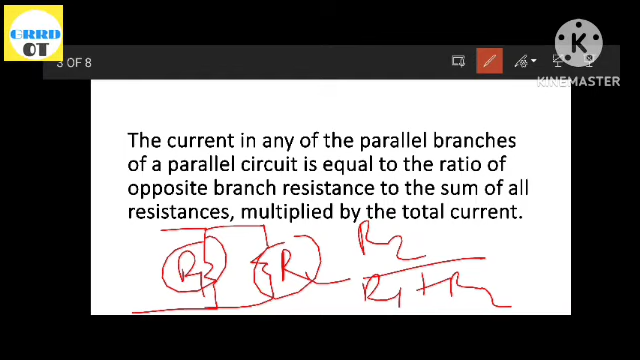 GRRD
OT
3 OF 8
K
KINEMASTER
The current in any of the parallel branches
of a parallel circuit is equal to the ratio of
opposite branch resistance to the sum of all
resistances, multiplied by the total current.
R2
R1 + R2